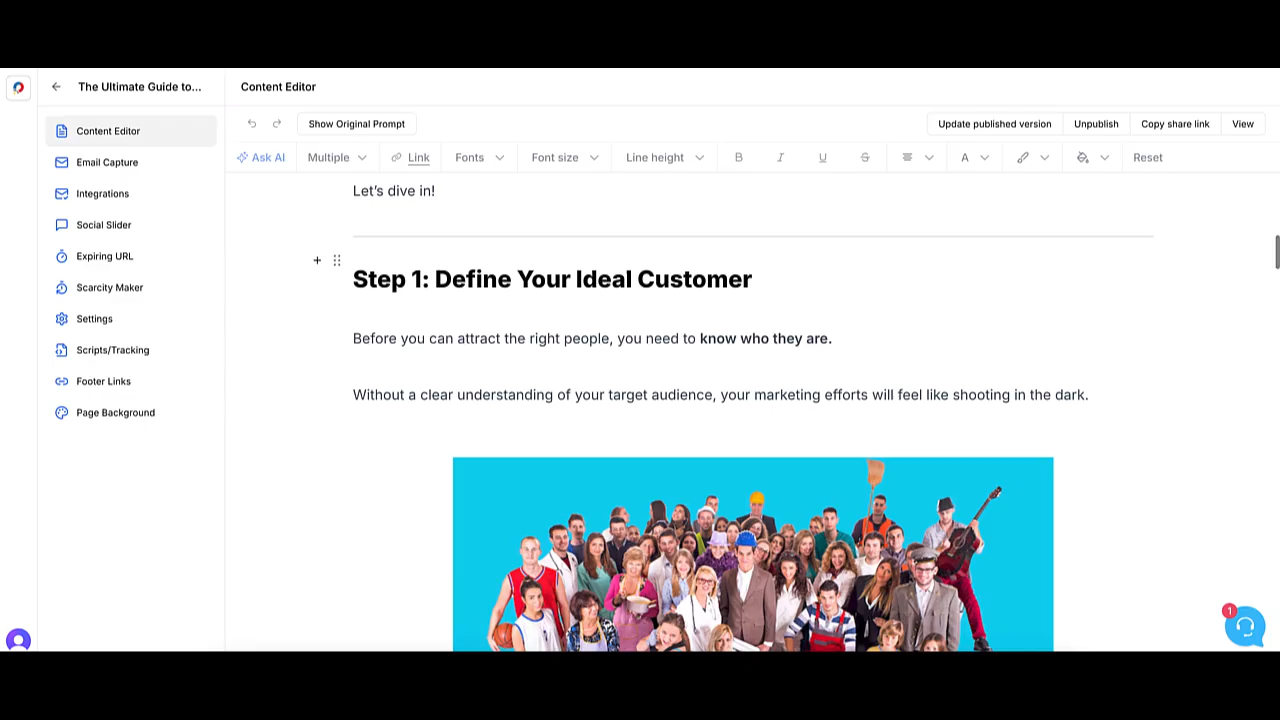 The Ultimate Guide to...
Content Editor
Content Editor
Email Capture
Integrations
Social Slider
Expiring URL
Scarcity Maker
Settings
Scripts/Tracking
Footer Links
Page Background
Show Original Prompt
Update published version
Unpublish
Copy share link
View
Ask AI
Multiple
Link
Fonts
Font size
Line height
B
I
U
S
A
Reset
Let's dive in!
Step 1: Define Your Ideal Customer
Before you can attract the right people, you need to know who they are.
Without a clear understanding of your target audience, your marketing efforts will feel like shooting in the dark.
1